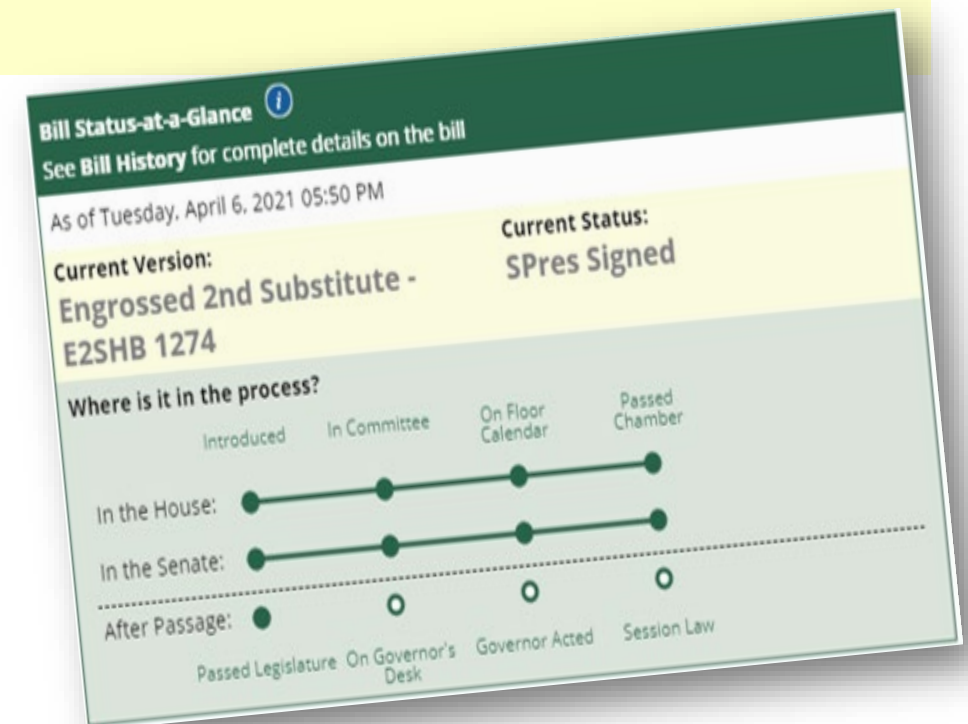 Bill Status-at-a-Glance i
See Bill History for complete details on the bill
As of Tuesday, April 6, 2021 05:50 PM
Current Version:
Engrossed 2nd Substitute -
E2SHB 1274
Current Status:
SPres Signed
Where is it in the process?
Introduced In Committee On Floor Calendar Passed Chamber
In the House:
In the Senate:
After Passage:
Passed Legislature On Governor's Desk Governor Acted Session Law